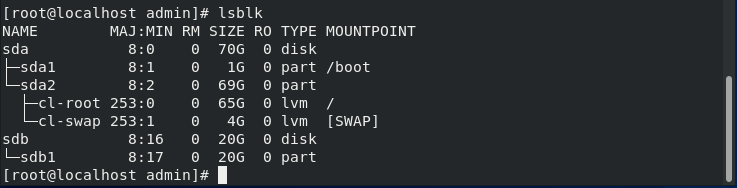 [root@localhost admin]# lsblk
NAME        MAJ:MIN RM SIZE RO TYPE MOUNTPOINT
sda           8:0    0  70G  0 disk
├─sda1        8:1    0   1G  0 part /boot
└─sda2        8:2    0  69G  0 part
  ├─cl-root 253:0    0  65G  0 lvm  /
  └─cl-swap 253:1    0   4G  0 lvm  [SWAP]
sdb           8:16   0  20G  0 disk
└─sdb1        8:17   0  20G  0 part
[root@localhost admin]#